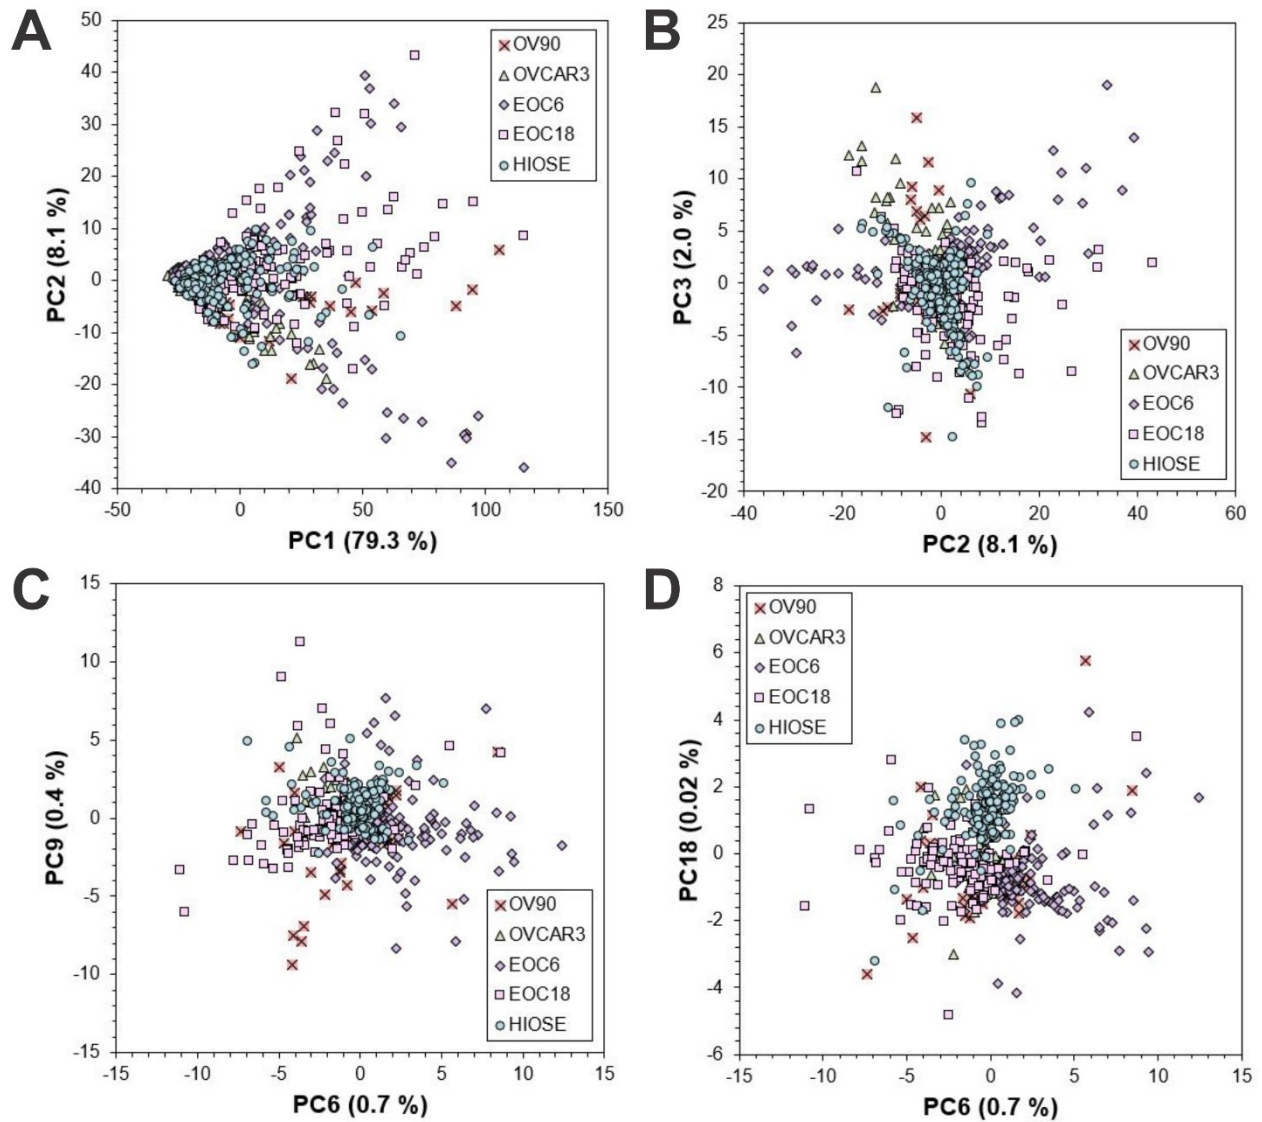 A
50
40
30
20
10
0
-10
-20
-30
-40
-50
0
50
100
150
PC2 (8.1 %)
PC1 (79.3 %)
OV90
OVCAR3
EOC6
EOC18
HIOSE
B
25
20
15
10
5
0
-5
-10
-15
-20
-40
-20
0
20
40
60
PC3 (2.0 %)
PC2 (8.1 %)
OV90
OVCAR3
EOC6
EOC18
HIOSE
C
15
10
5
0
-5
-10
-15
-15
-10
-5
0
5
10
15
PC9 (0.4 %)
PC6 (0.7 %)
OV90
OVCAR3
EOC6
EOC18
HIOSE
D
8
6
4
2
0
-2
-4
-6
-15
-10
-5
0
5
10
15
PC18 (0.02 %)
PC6 (0.7 %)
OV90
OVCAR3
EOC6
EOC18
HIOSE